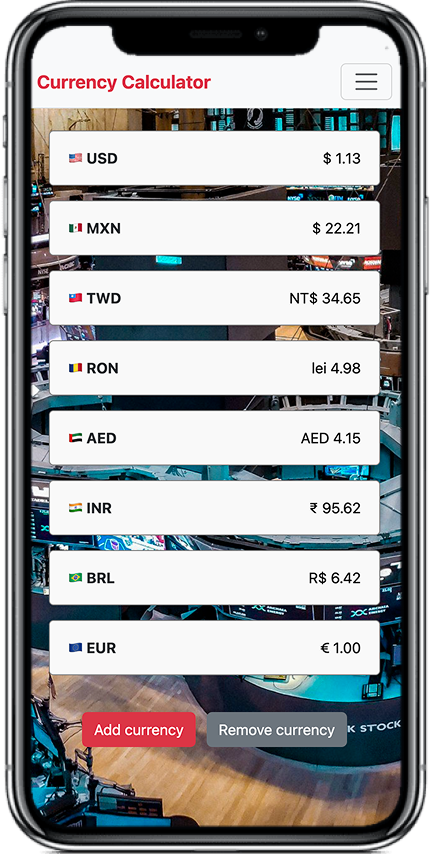 Currency Calculator
USD $ 1.13
MXN $ 22.21
TWD NT$ 34.65
RON lei 4.98
AED AED 4.15
INR ₹ 95.62
BRL R$ 6.42
EUR € 1.00
Add currency Remove currency
K STOCK